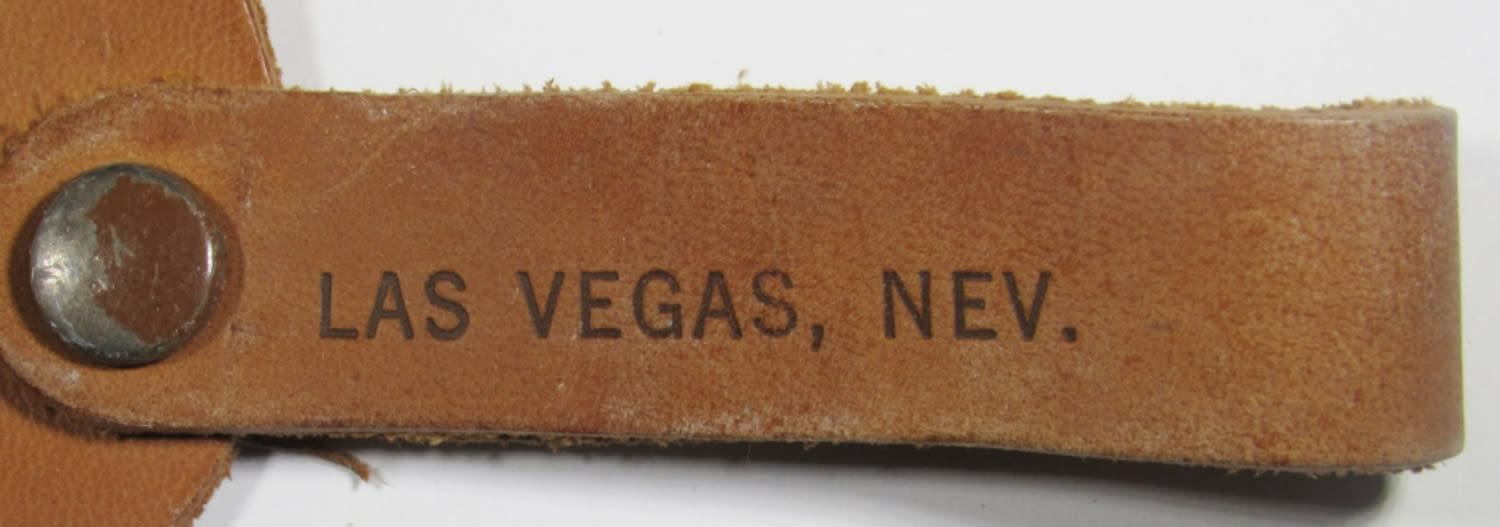 LAS VEGAS, NEV.